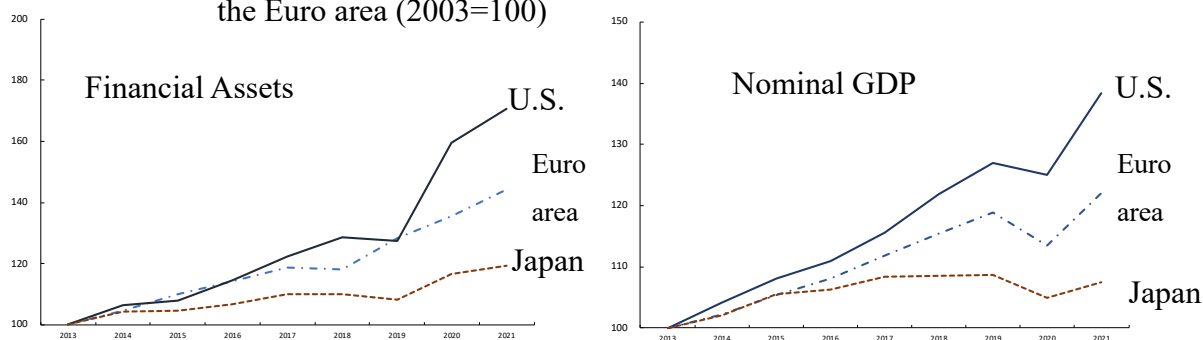 the Euro area (2003=100)
Financial Assets
200
180
160
140
120
100
U.S.
Euro
area
Japan
2013 2014 2015 2016 2017 2018 2019 2020 2021
Nominal GDP
150
140
130
120
110
100
U.S.
Euro
area
Japan
2013 2014 2015 2016 2017 2018 2019 2020 2021